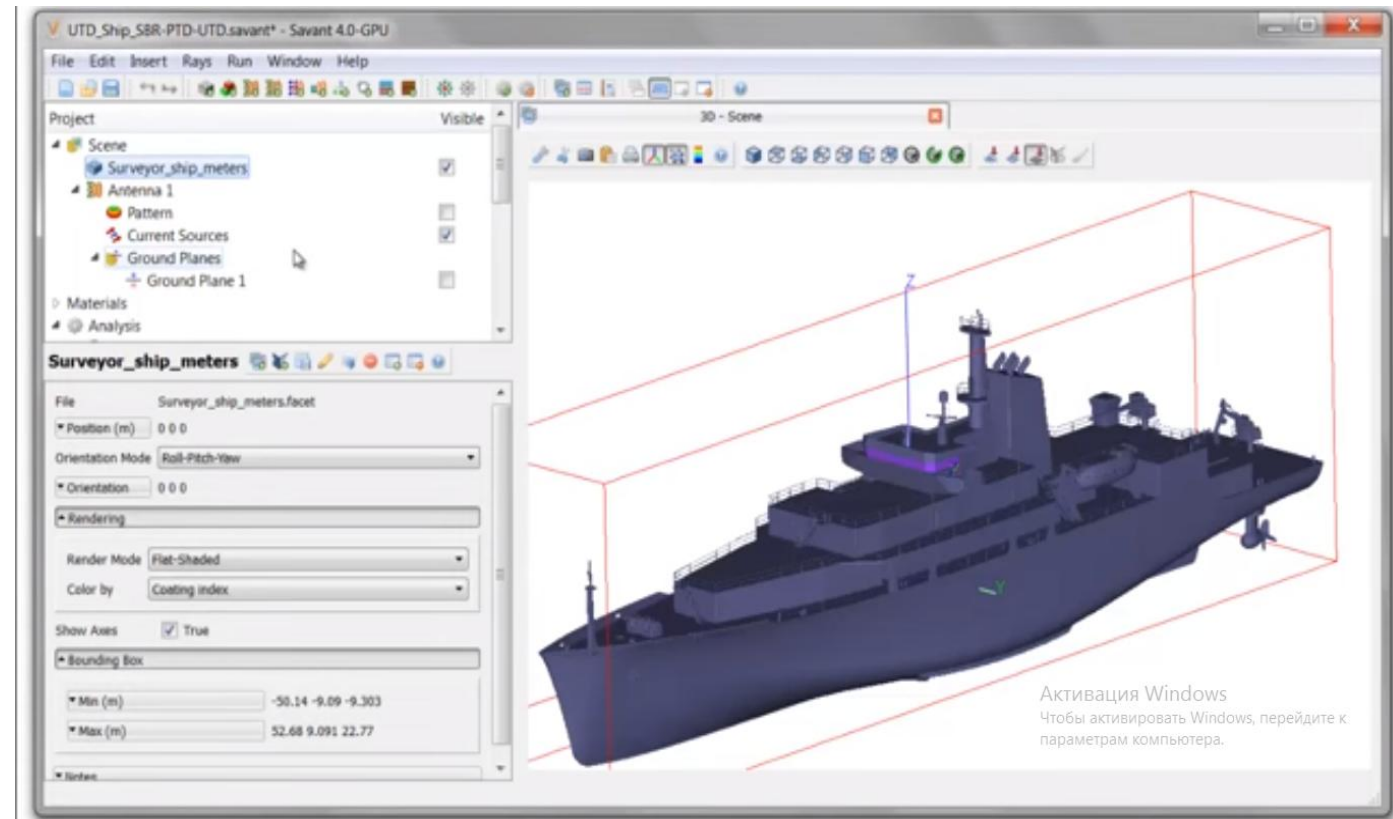 UTD_Ship_SBR-PTD-UTD.savant* - Savant 4.0-GPU
File Edit Insert Rays Run Window Help
Project Visible
3D - Scene
Scene
Surveyor_ship_meters
Antenna 1
Pattern
Current Sources
Ground Planes
Ground Plane 1
Materials
Analysis
Surveyor_ship_meters
File Surveyor_ship_meters.facet
Position (m) 0 0 0
Orientation Mode Roll-Pitch-Yaw
Orientation 0 0 0
Rendering
Render Mode Flat-Shaded
Color by Coating index
Show Axes True
Bounding Box
Min (m) -50.14 -9.09 -9.303
Max (m) 52.68 9.091 22.77
Notes
Z
Y
Активация Windows
Чтобы активировать Windows, перейдите к
параметрам компьютера.